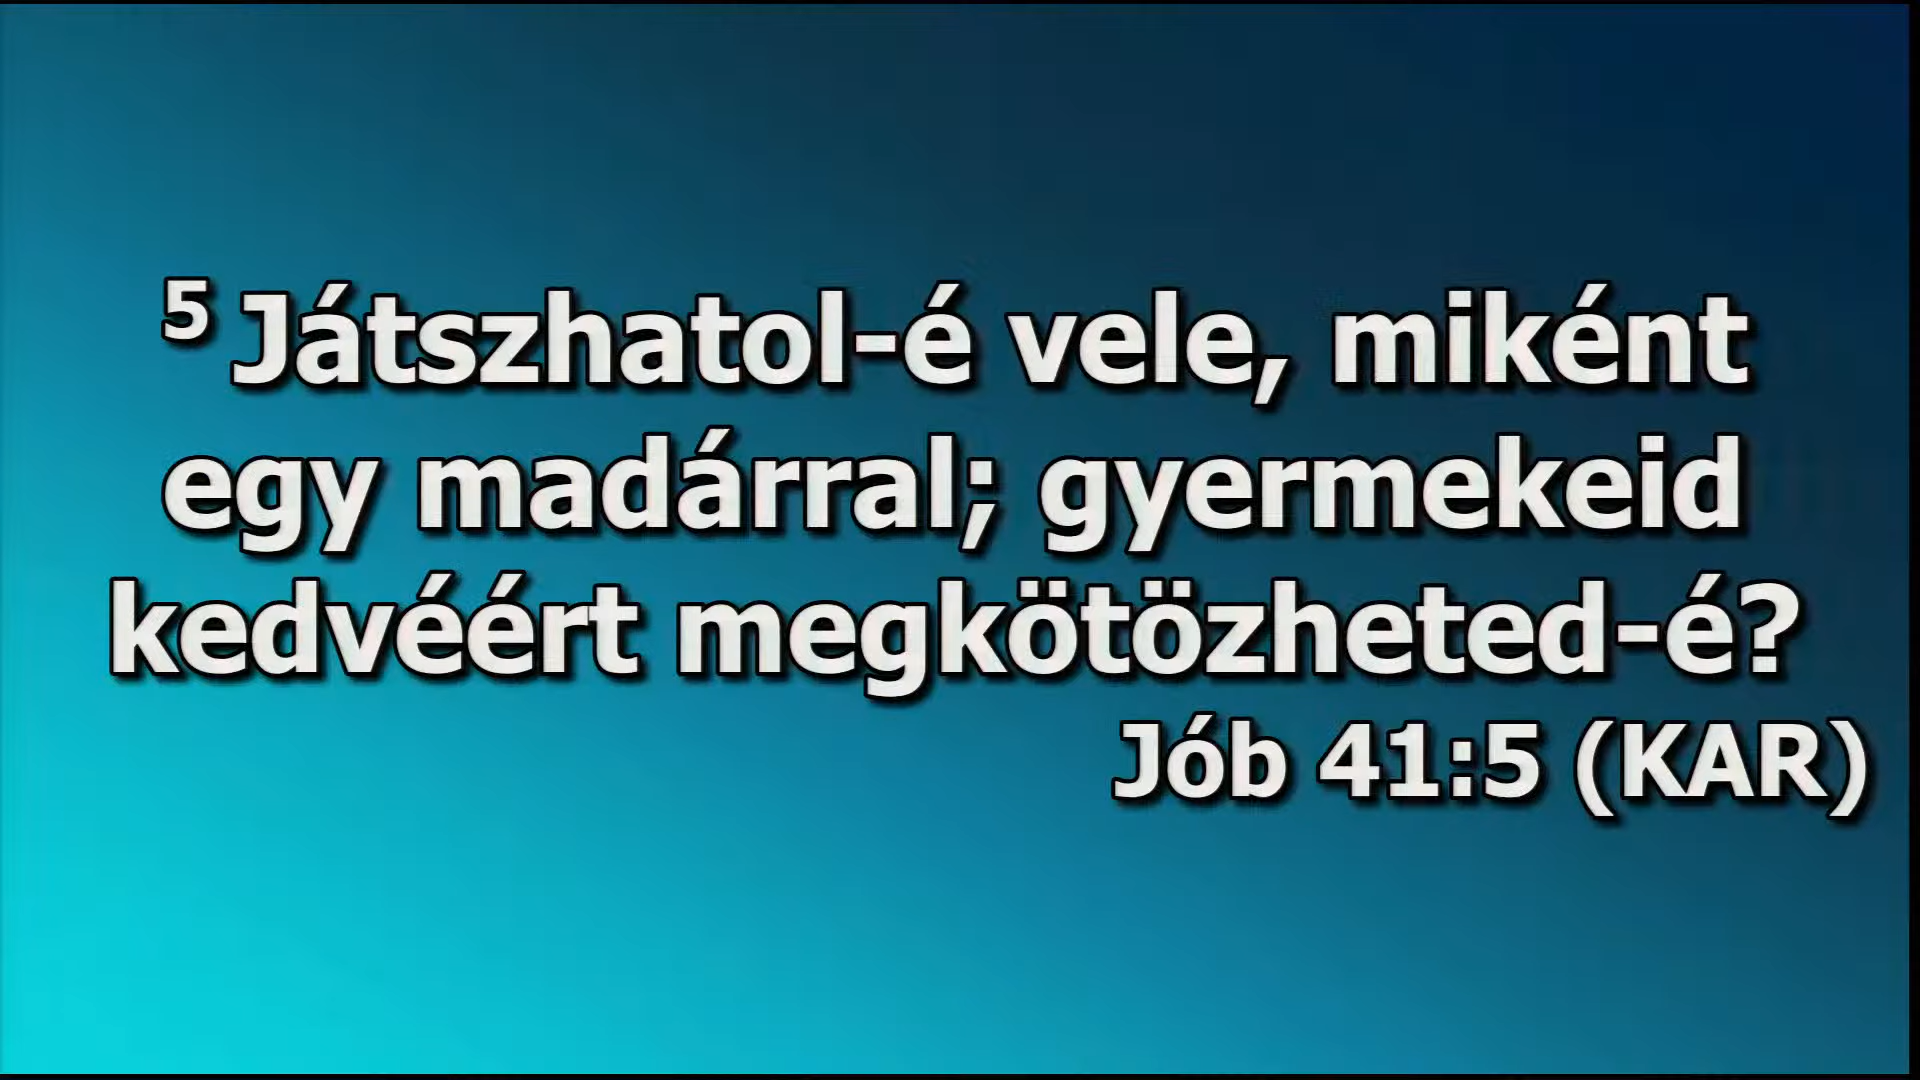 5 Játszhatol-é vele, miként
egy madárral; gyermekeid
kedvéért megkötözheted-é?
Jób 41:5 (KAR)